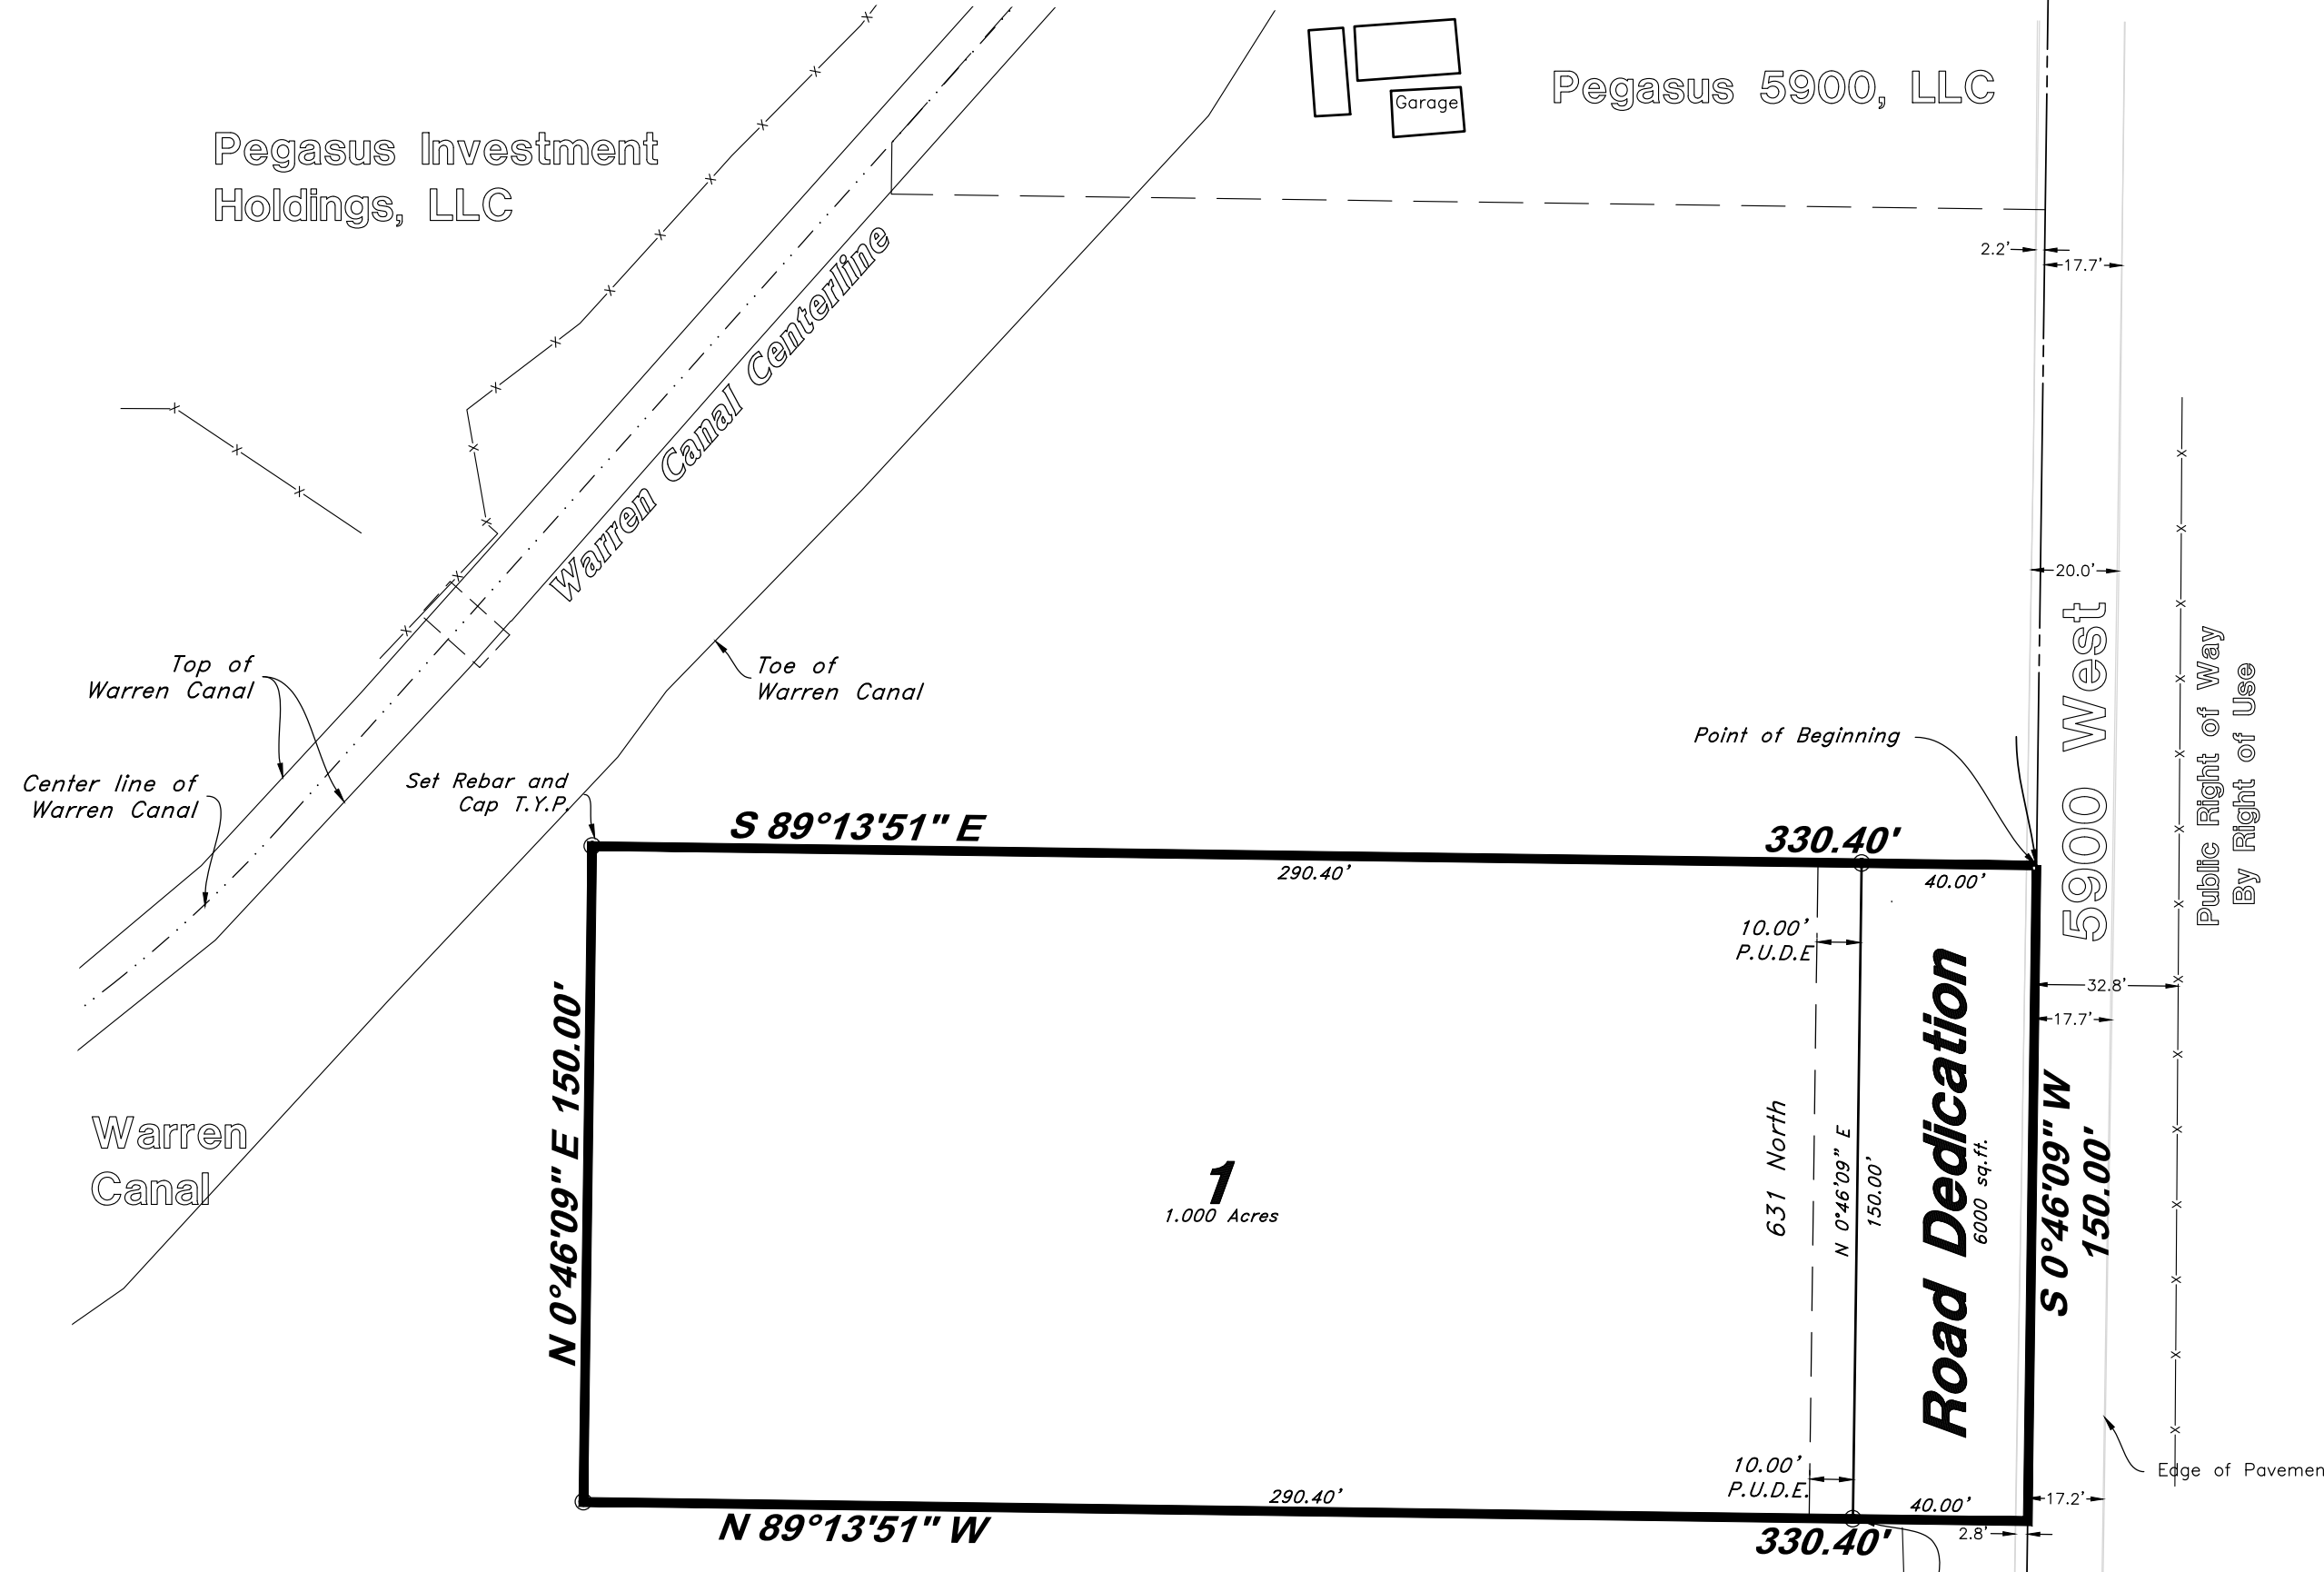 Pegasus Investment
Holdings, LLC
Garage
Pegasus 5900, LLC
2.2'
17.7'
Warren Canal Centerline
20.0'
5900 West
Public Right of Way
By Right of Use
Top of
Warren Canal
Toe of
Warren Canal
Point of Beginning
Center line of
Warren Canal
Set Rebar and
Cap T.Y.P.
S 89°13'51" E
330.40'
290.40'
40.00'
10.00'
P.U.D.E
32.8'
17.7'
N 0°46'09" E 150.00'
Warren
Canal
1
1.000 Acres
631 North
N 0°46'09" E
150.00'
Road Dedication
6000 sq.ft.
S 0°46'09" W
150.00'
10.00'
P.U.D.E.
Edge of Pavemen
290.40'
40.00'
17.2'
N 89°13'51" W
330.40'
2.8'